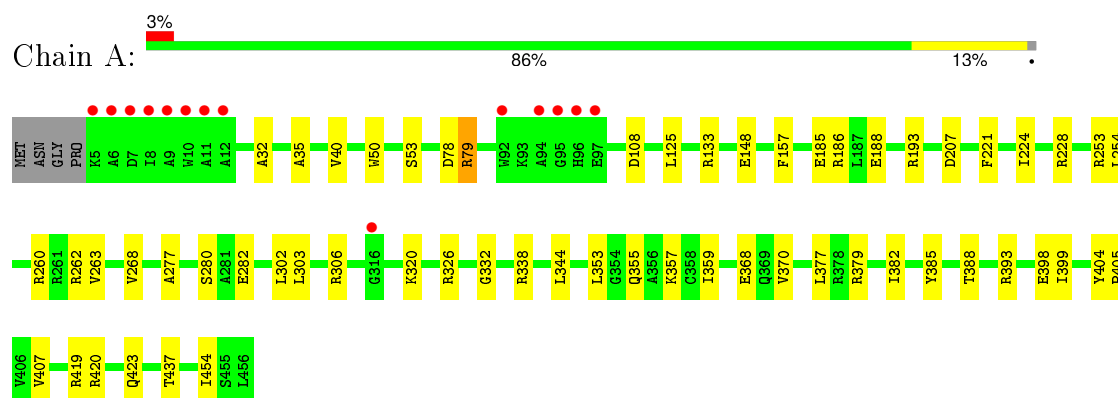 3%
Chain A:
86% 13% •
MET ASN GLY PRO K5 A6 D7 I8 A9 W10 A11 A12 A32 A35 V40 W50 S53 D78 R79 W92 K93 A94 G95 H96 E97 D108 L125 R133 E148 F157 E185 R186 L187 E188 R193 D207 F221 I224 R228 R253 L254
R260 R261 R262 V263 V268 A277 S280 A281 E282 L302 L303 R306 G316 K320 R326 G332 R338 L344 L353 G354 Q355 A356 K357 C358 I359 E368 Q369 V370 L377 R378 R379 I382 Y385 T388 R393 E398 I399 Y404 P405
V406 V407 R419 R420 Q423 T437 I454 S455 L456